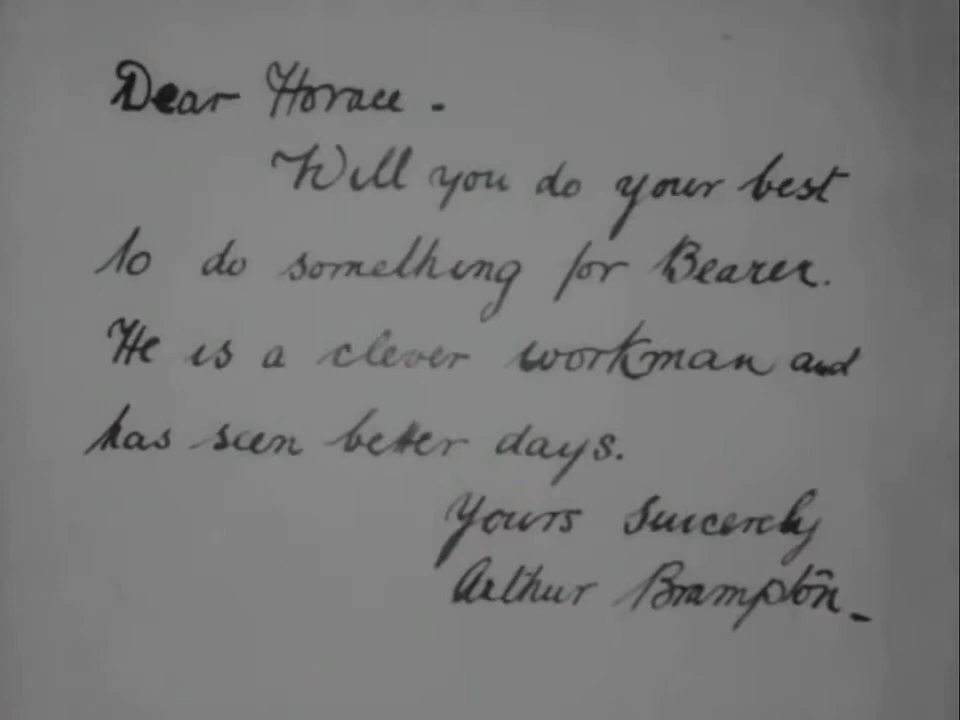 Dear Horace -
Will you do your best
to do something for Bearer.
He is a clever workman and
has seen better days.
Yours sincerely
Arthur Brampton -